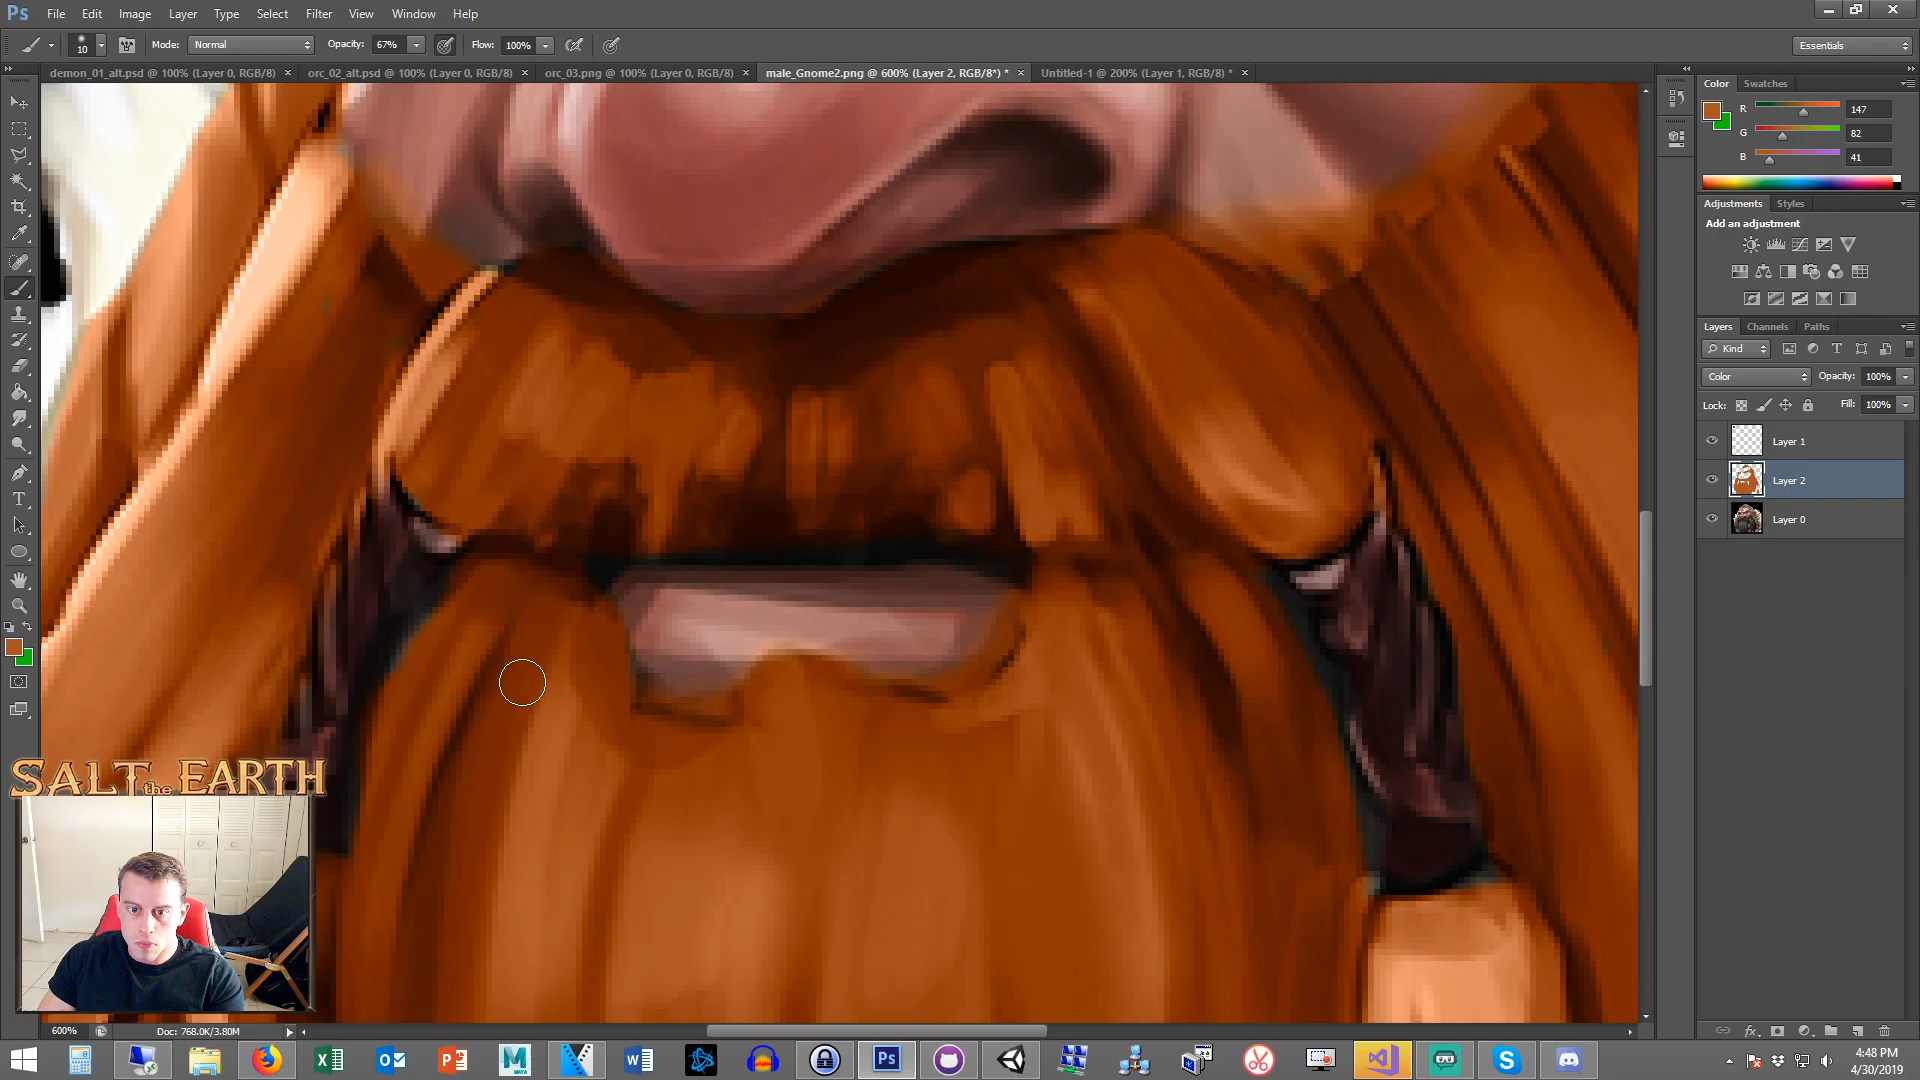 Ps File Edit Image Layer Type Select Filter View Window Help
10 Mode: Normal Opacity: 67% Flow: 100% Essentials
demon_01_alt.psd @ 100% (Layer 0, RGB/8) × orc_02_alt.psd @ 100% (Layer 0, RGB/8) × orc_03.png @ 100% (Layer 0, RGB/8) × male_Gnome2.png @ 600% (Layer 2, RGB/8*) * × Untitled-1 @ 200% (Layer 1, RGB/8) * ×
Color Swatches
R 147
G 82
B 41
Adjustments Styles
Add an adjustment
Layers Channels Paths
Kind
Color Opacity: 100%
Lock: Fill: 100%
Layer 1
Layer 2
Layer 0
SALT the EARTH
600% Doc: 768.0K/3.80M
4:48 PM
4/30/2019